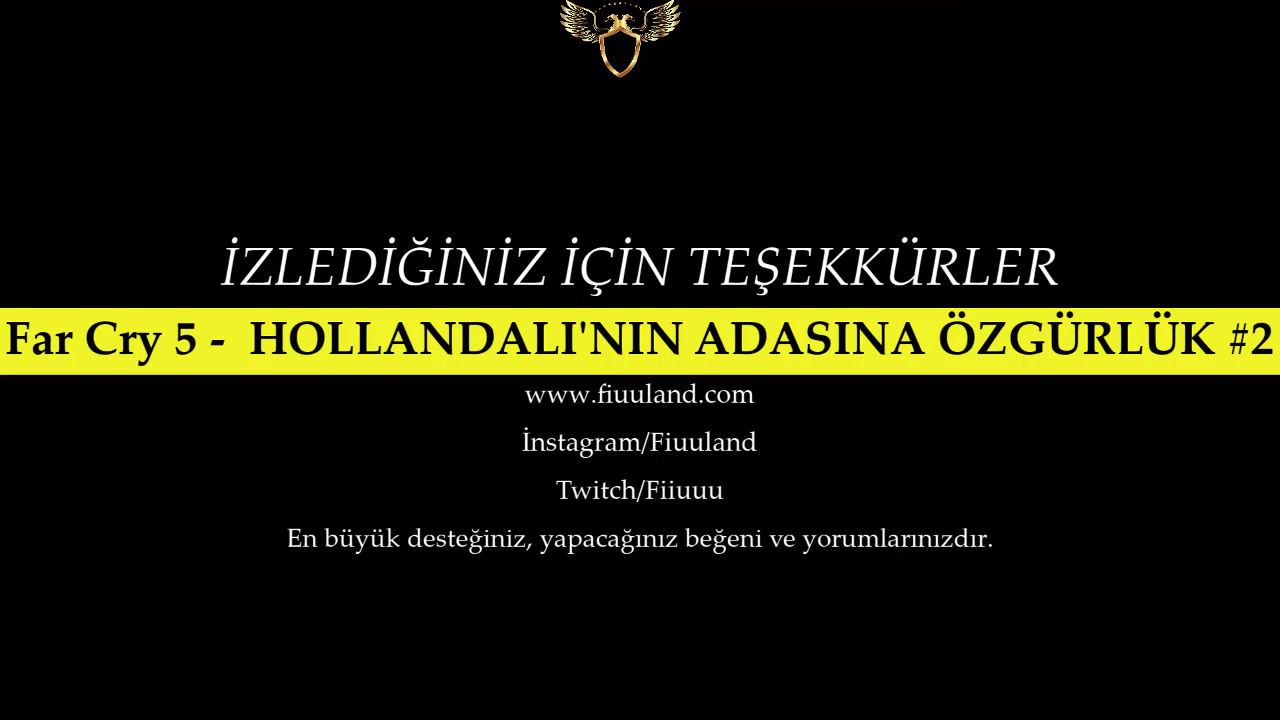 İZLEDİĞİNİZ İÇİN TEŞEKKÜRLER
Far Cry 5 -  HOLLANDALI'NIN ADASINA ÖZGÜRLÜK #2
www.fiuuland.com
İnstagram/Fiuuland
Twitch/Fiiuuu
En büyük desteğiniz, yapacağınız beğeni ve yorumlarınızdır.